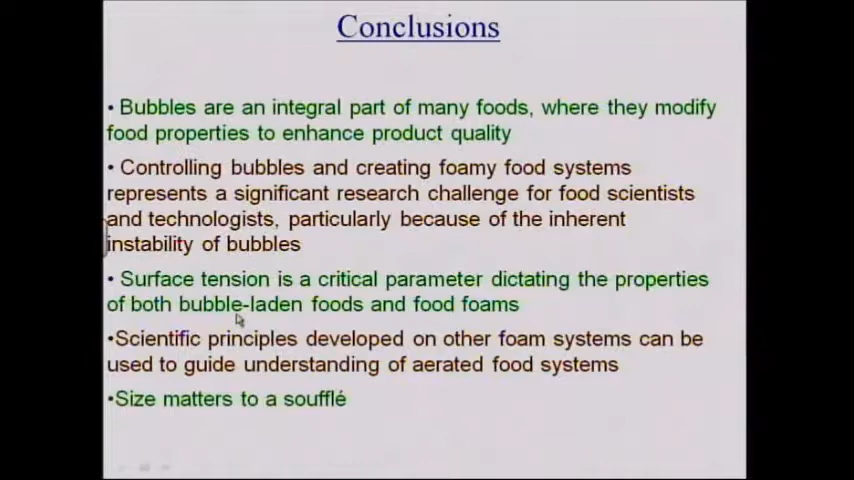 Conclusions
• Bubbles are an integral part of many foods, where they modify
food properties to enhance product quality
• Controlling bubbles and creating foamy food systems
represents a significant research challenge for food scientists
and technologists, particularly because of the inherent
instability of bubbles
• Surface tension is a critical parameter dictating the properties
of both bubble-laden foods and food foams
•Scientific principles developed on other foam systems can be
used to guide understanding of aerated food systems
•Size matters to a soufflé